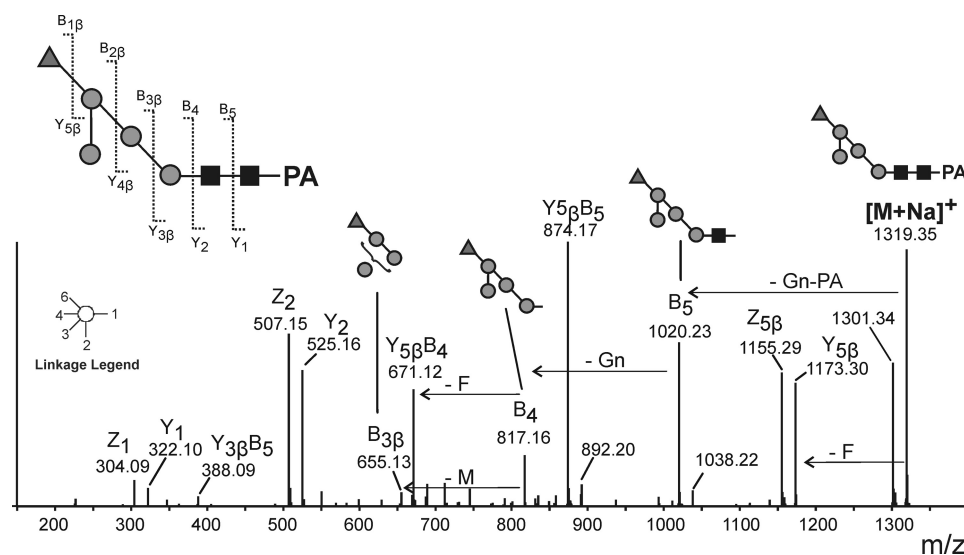 B1β
B2β
B3β
B4
B5
Y5β
Y4β
Y3β
Y2
Y1
PA
PA
[M+Na]+
1319.35
Y5βB5
874.17
- Gn-PA
B5
1020.23
1301.34
Z5β
1155.29
Y5β
1173.30
Z2
507.15
Y2
525.16
Y5βB4
671.12
- F
- Gn
B4
817.16
6
4
3
2
1
Linkage Legend
Z1
304.09
Y1
322.10
Y3βB5
388.09
B3β
655.13
- M
892.20
1038.22
- F
200 300 400 500 600 700 800 900 1000 1100 1200 1300
m/z